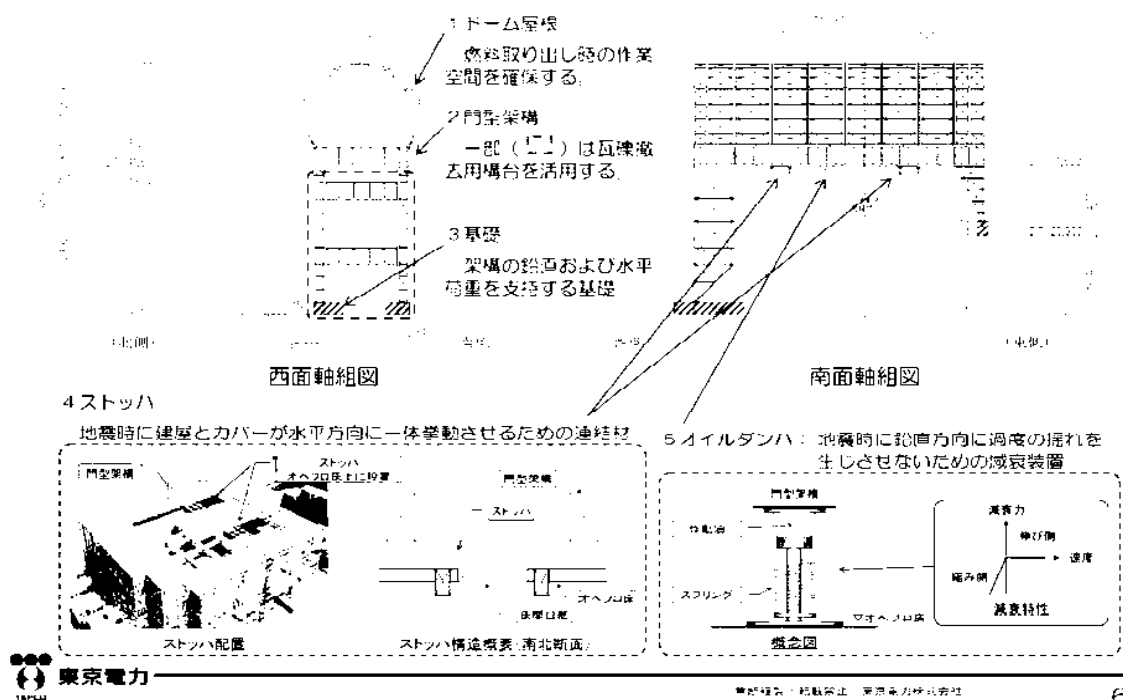 1 ドーム屋根
燃料取り出し時の作業
空間を確保する。
2 門型架構
一部（ ）は瓦礫撤
去用構台を活用する。
3 基礎
架構の鉛直および水平
荷重を支持する基礎
西面軸組図
南面軸組図
4 ストッパ
地震時に建屋とカバーが水平方向に一体挙動させるための連結材
門型架構
ストッパ
オペフロ床上に設置
ストッパ配置
門型架構
ストッパ
オペフロ床
床開口部
ストッパ構造概要（南北断面）
5 オイルダンパ： 地震時に鉛直方向に過度の揺れを
生じさせないための減衰装置
門型架構
作動油
スプリング
オペフロ床
概念図
減衰力
伸び側
速度
縮み側
減衰特性
東京電力
TEPCO
無断複製・転載禁止 東京電力株式会社